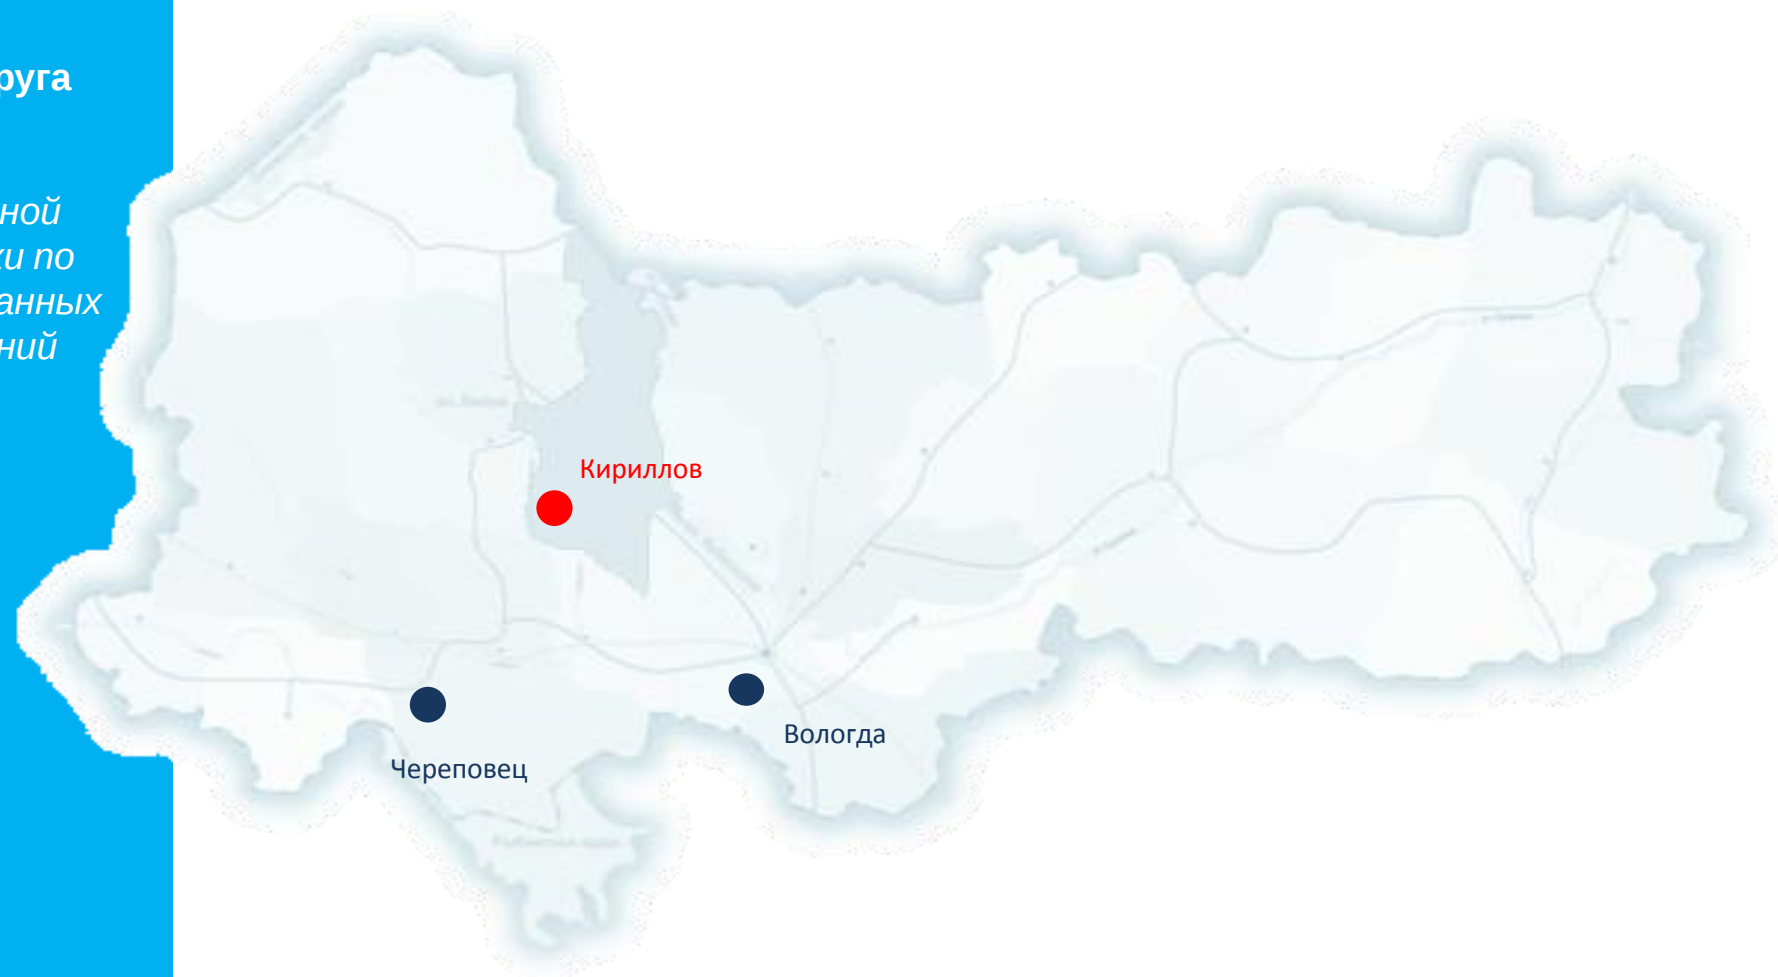 руга
ной
ки по
анных
ний
Кириллов
Вологда
Череповец